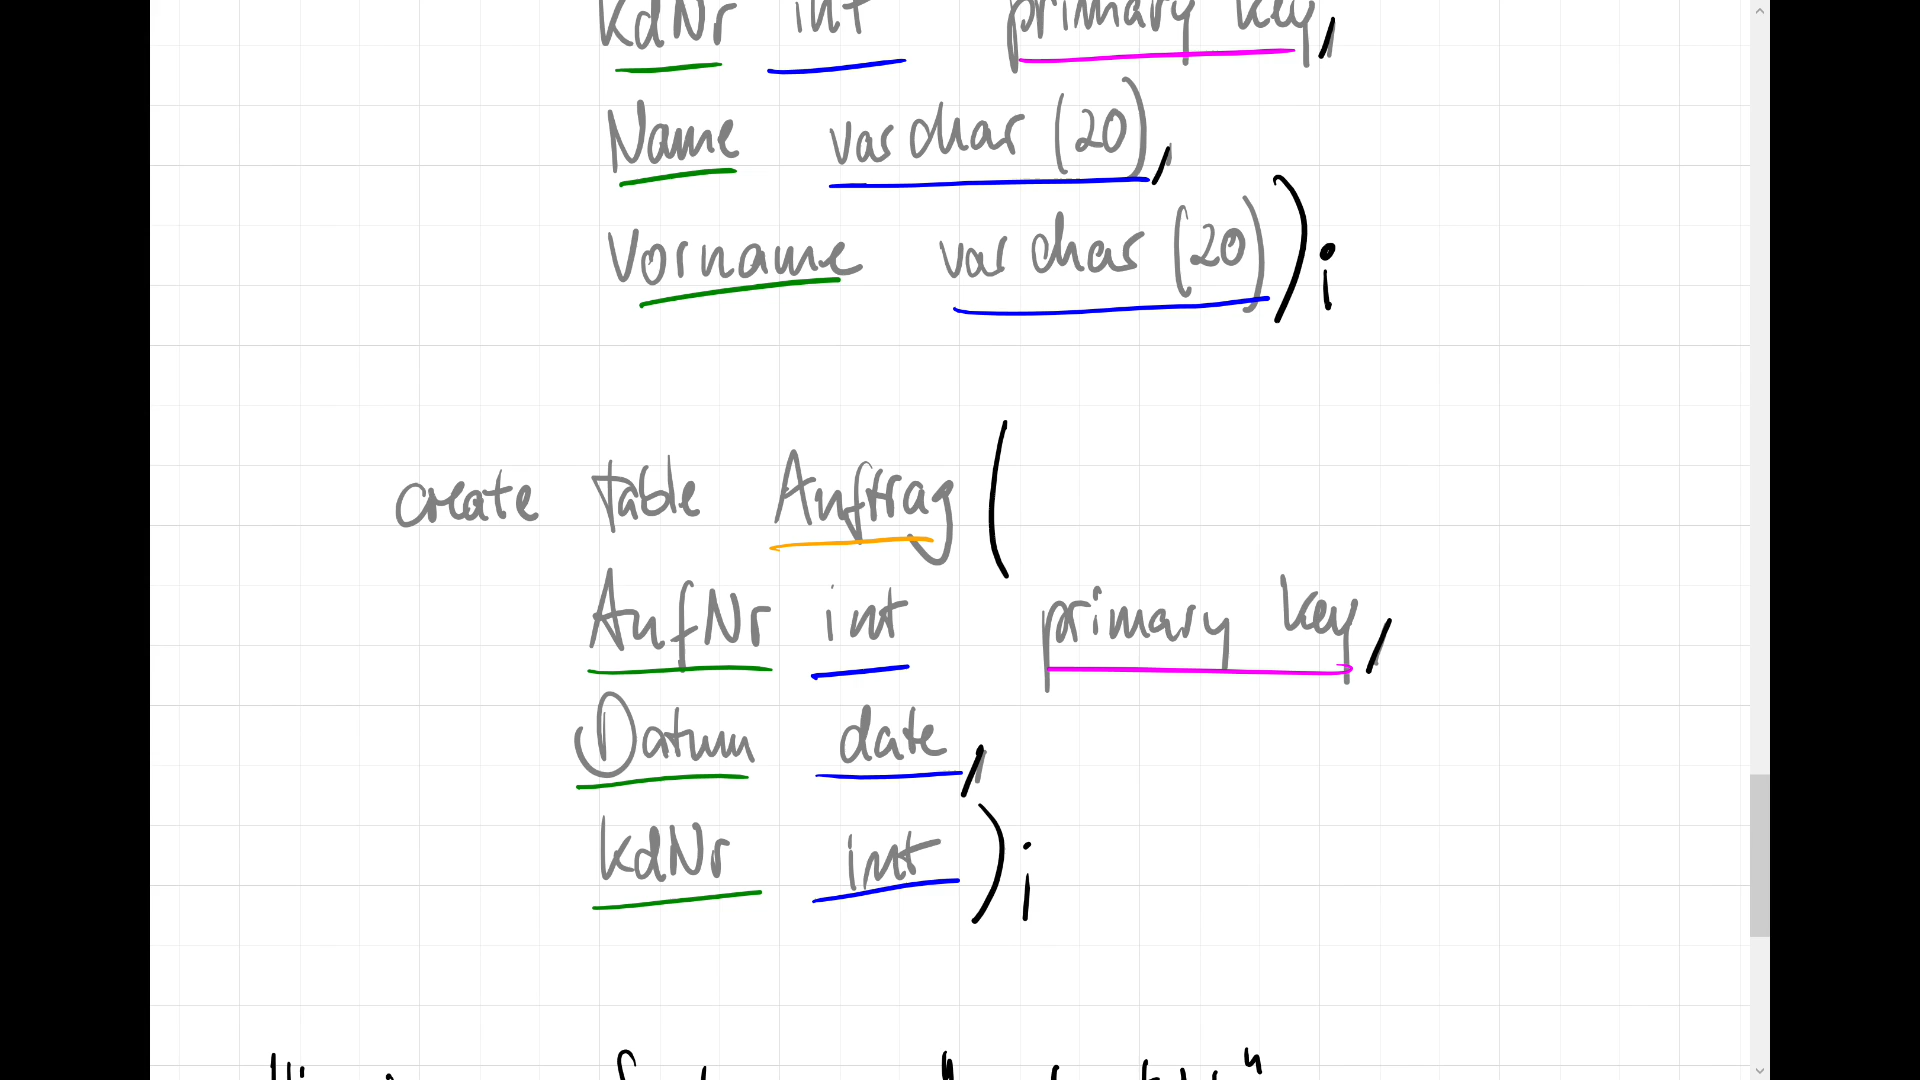 KdNr int primary key,
Name varchar (20),
Vorname varchar (20));
create table Auftrag (
AufNr int primary key,
Datum date,
KdNr int);